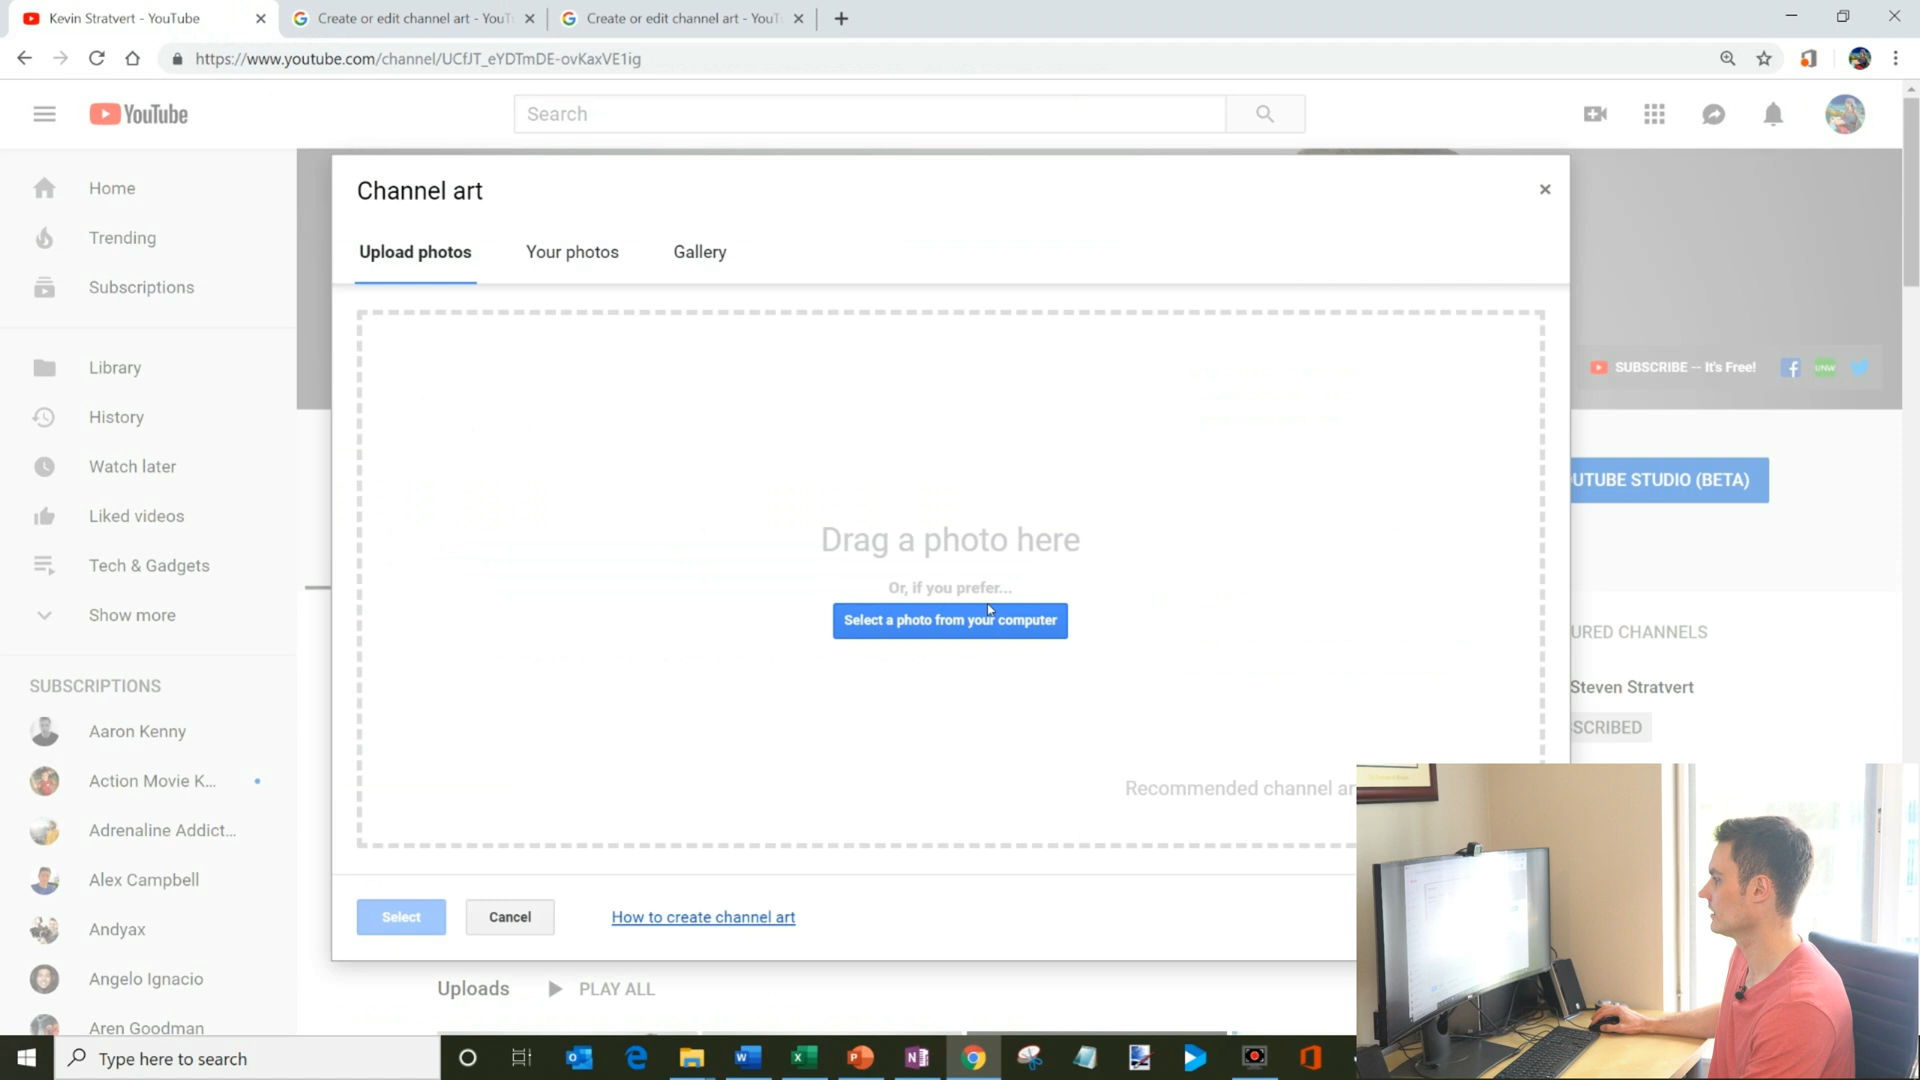 Kevin Stratvert - YouTube
Create or edit channel art - YouT
Create or edit channel art - YouT
https://www.youtube.com/channel/UCfJT_eYDTmDE-ovKaxVE1ig
YouTube
Search
Home
Trending
Subscriptions
Library
History
Watch later
Liked videos
Tech & Gadgets
Show more
SUBSCRIPTIONS
Aaron Kenny
Action Movie K...
Adrenaline Addict...
Alex Campbell
Andyax
Angelo Ignacio
Aren Goodman
Channel art
Upload photos
Your photos
Gallery
Drag a photo here
Or, if you prefer...
Select a photo from your computer
Recommended channel ar
Select
Cancel
How to create channel art
SUBSCRIBE -- It's Free!
UNW
UTUBE STUDIO (BETA)
URED CHANNELS
Steven Stratvert
SCRIBED
Uploads
PLAY ALL
Type here to search